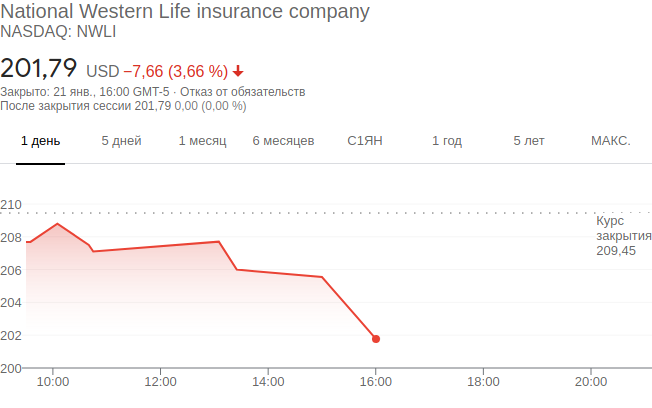 National Western Life insurance company
NASDAQ: NWLI
201,79 USD −7,66 (3,66 %)
Закрыто: 21 янв., 16:00 GMT-5 · Отказ от обязательств
После закрытия сессии 201,79 0,00 (0,00 %)
1 день 5 дней 1 месяц 6 месяцев С1ЯН 1 год 5 лет МАКС.
210
Курс
закрытия
209,45
208
206
204
202
200
10:00 12:00 14:00 16:00 18:00 20:00